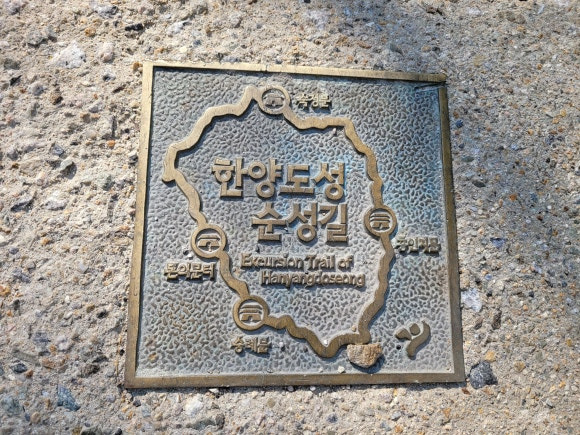 숙정문
한양도성
순성길
흥인지문
돈의문터
Excursion Trail of
Hanyangdoseong
숭례문